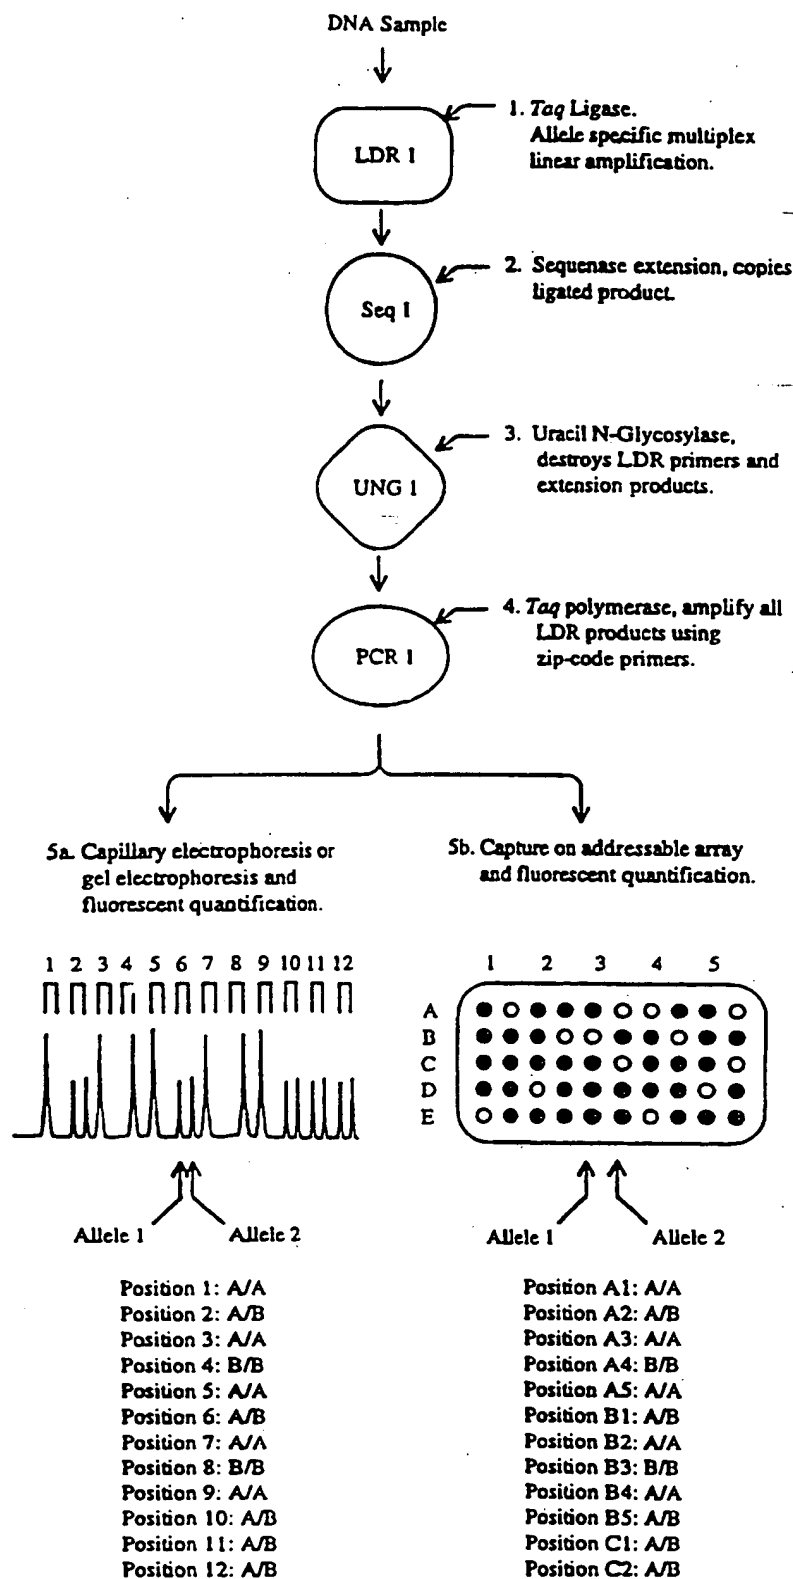 DNA Sample
LDR 1
1. Taq Ligase.
Allele specific multiplex
linear amplification.
Seq 1
2. Sequenase extension, copies
ligated product.
UNG 1
3. Uracil N-Glycosylase,
destroys LDR primers and
extension products.
PCR 1
4. Taq polymerase, amplify all
LDR products using
zip-code primers.
5a. Capillary electrophoresis or
gel electrophoresis and
fluorescent quantification.
1 2 3 4 5 6 7 8 9 10 11 12
Allele 1
Allele 2
Position 1: A/A
Position 2: A/B
Position 3: A/A
Position 4: B/B
Position 5: A/A
Position 6: A/B
Position 7: A/A
Position 8: B/B
Position 9: A/A
Position 10: A/B
Position 11: A/B
Position 12: A/B
5b. Capture on addressable array
and fluorescent quantification.
1 2 3 4 5
A
B
C
D
E
Allele 1
Allele 2
Position A1: A/A
Position A2: A/B
Position A3: A/A
Position A4: B/B
Position A5: A/A
Position B1: A/B
Position B2: A/A
Position B3: B/B
Position B4: A/A
Position B5: A/B
Position C1: A/B
Position C2: A/B